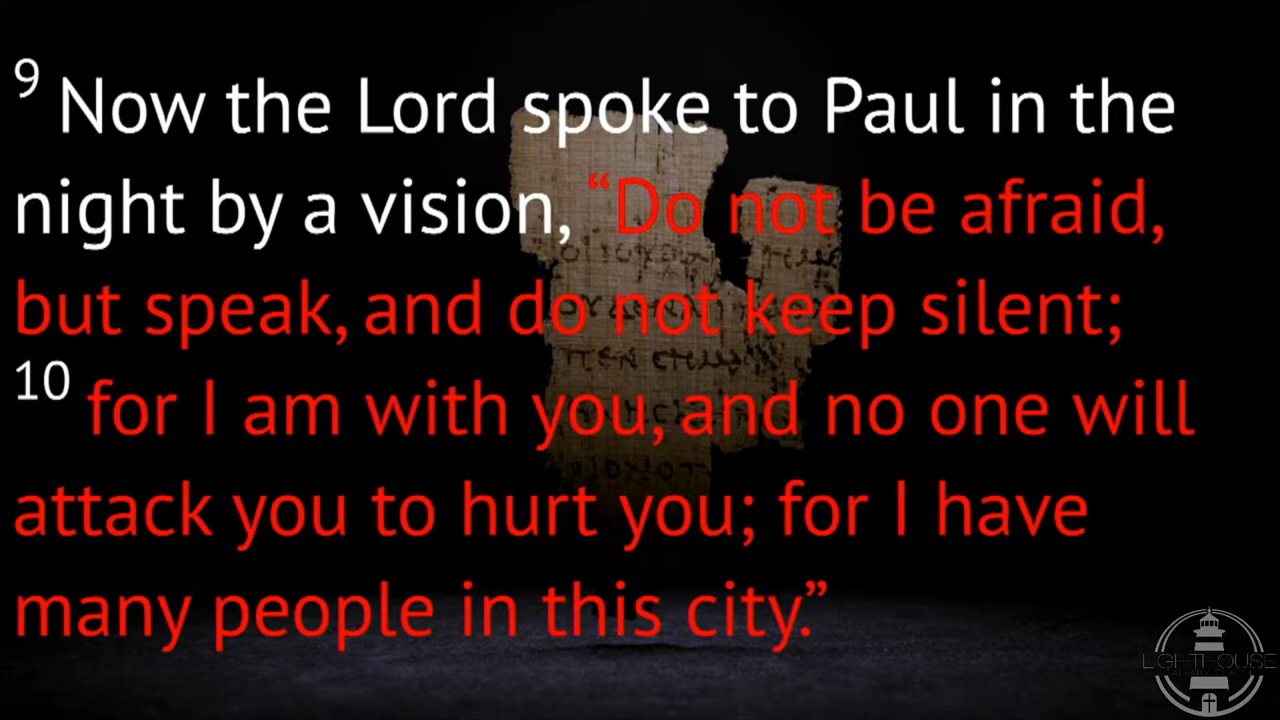 9 Now the Lord spoke to Paul in the
night by a vision, “Do not be afraid,
but speak, and do not keep silent;
10 for I am with you, and no one will
attack you to hurt you; for I have
many people in this city.”
LIGHTHOUSE